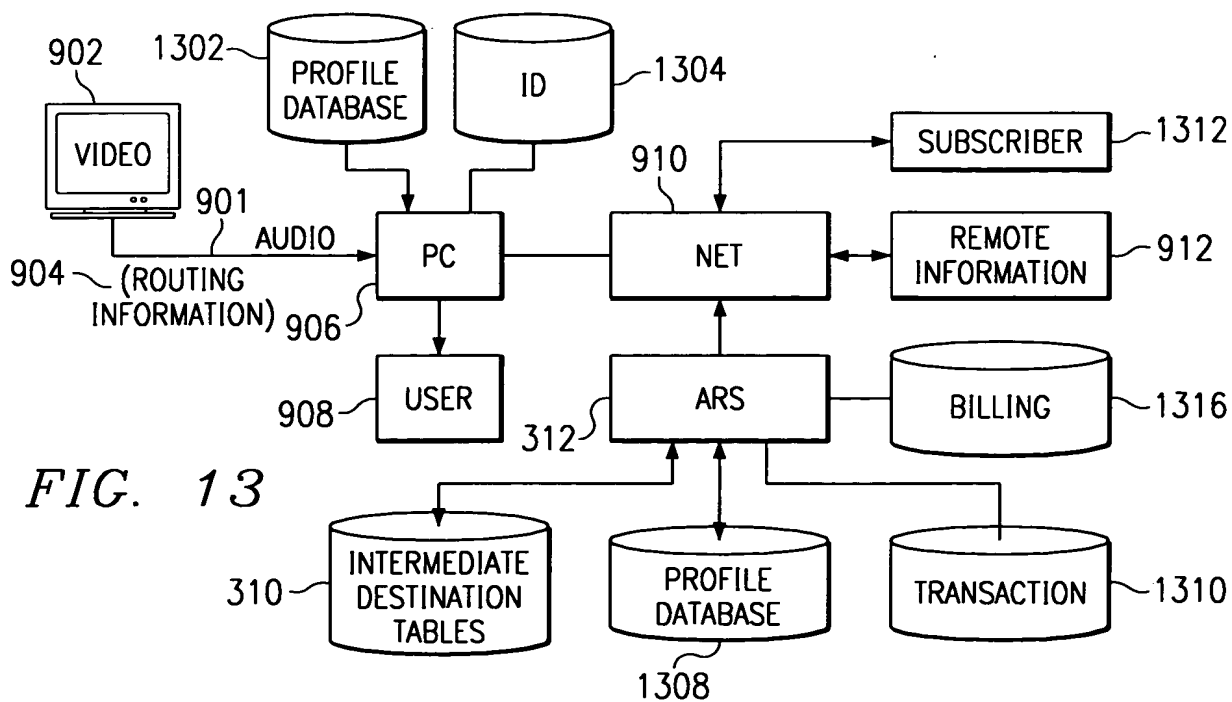 902
1302
PROFILE
DATABASE
ID
1304
VIDEO
901
AUDIO
904
(ROUTING
INFORMATION)
PC
906
910
NET
SUBSCRIBER
1312
REMOTE
INFORMATION
912
USER
908
ARS
312
BILLING
1316
FIG. 13
INTERMEDIATE
DESTINATION
TABLES
310
PROFILE
DATABASE
1308
TRANSACTION
1310